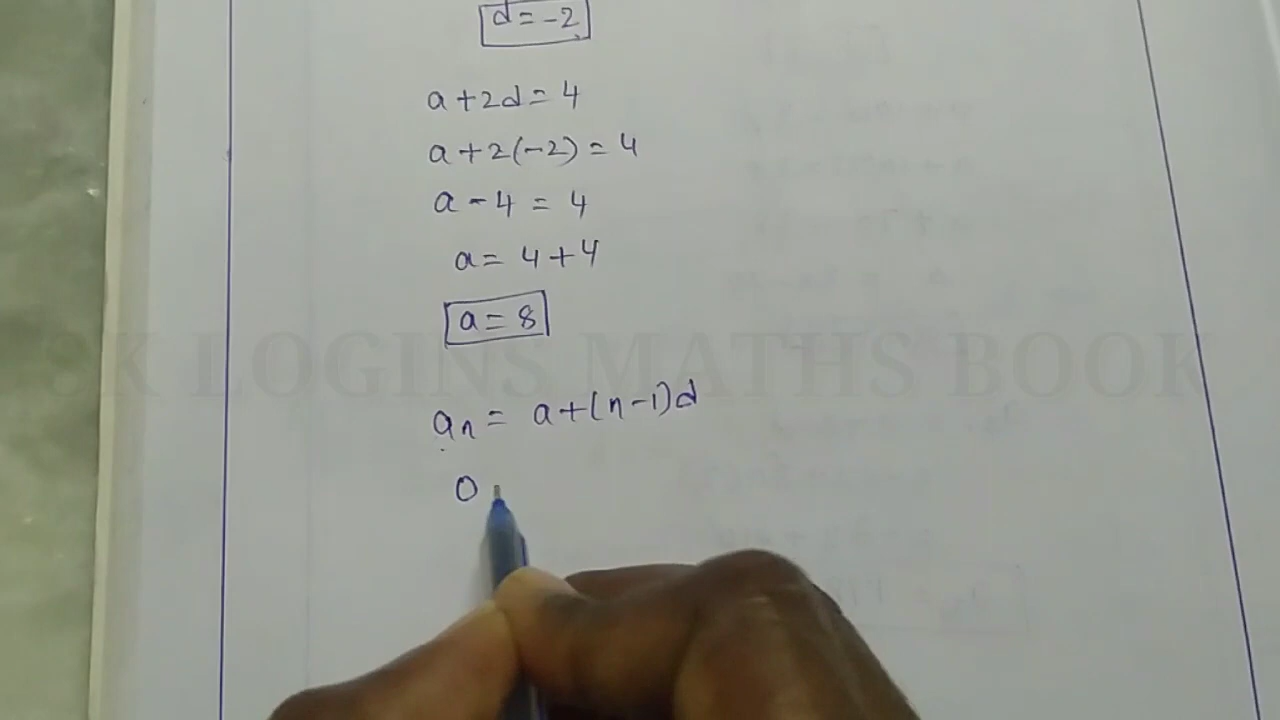 d = -2
a + 2d = 4
a + 2(-2) = 4
a - 4 = 4
a = 4 + 4
a = 8
SK LOGINS MATHS BOOK
an = a + (n - 1)d
0